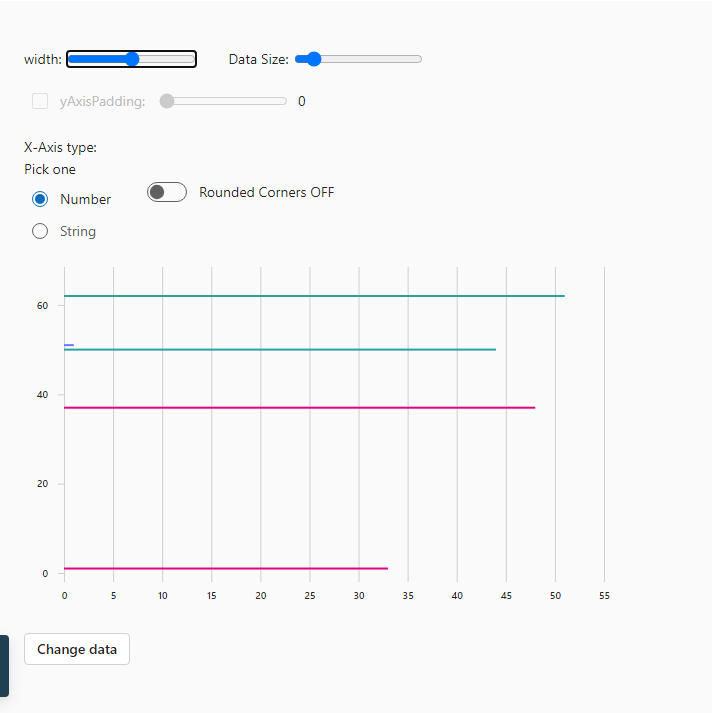 width: Data Size:
yAxisPadding: 0
X-Axis type:
Pick one
Number
Rounded Corners OFF
String
60
40
20
0
0 5 10 15 20 25 30 35 40 45 50 55
Change data